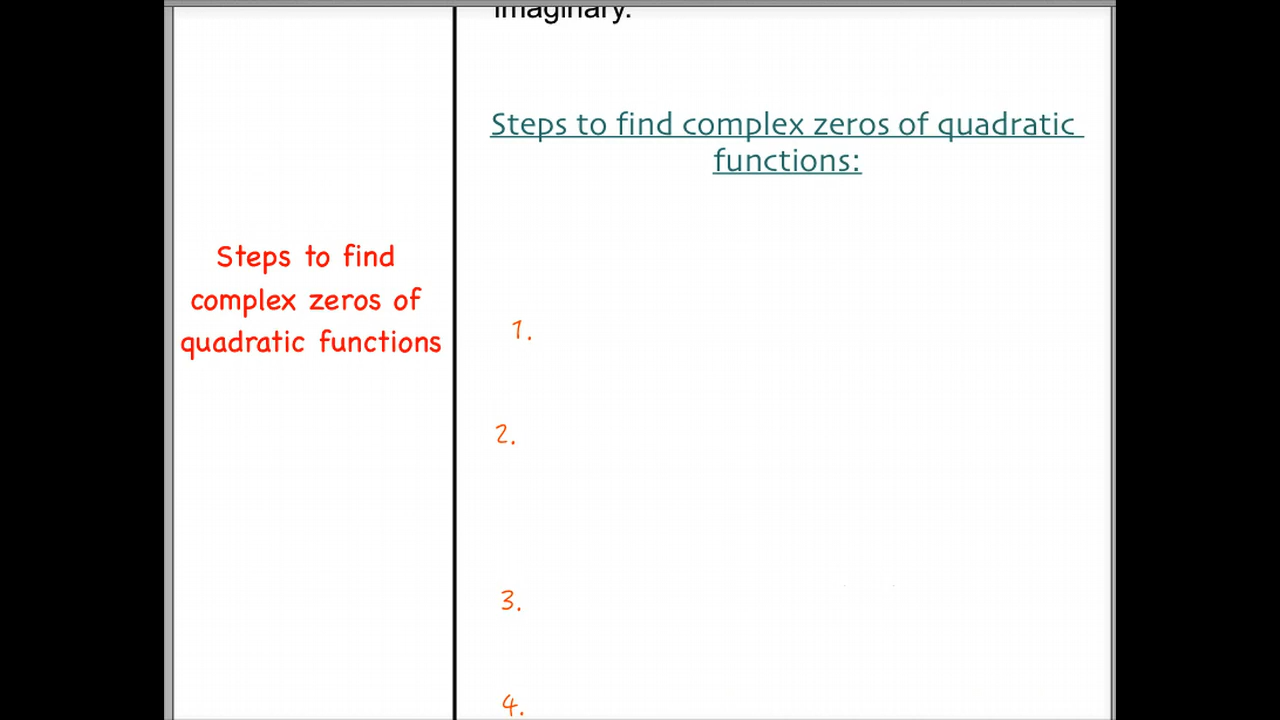 imaginary.
Steps to find complex zeros of quadratic
functions:
Steps to find
complex zeros of
quadratic functions
1.
2.
3.
4.